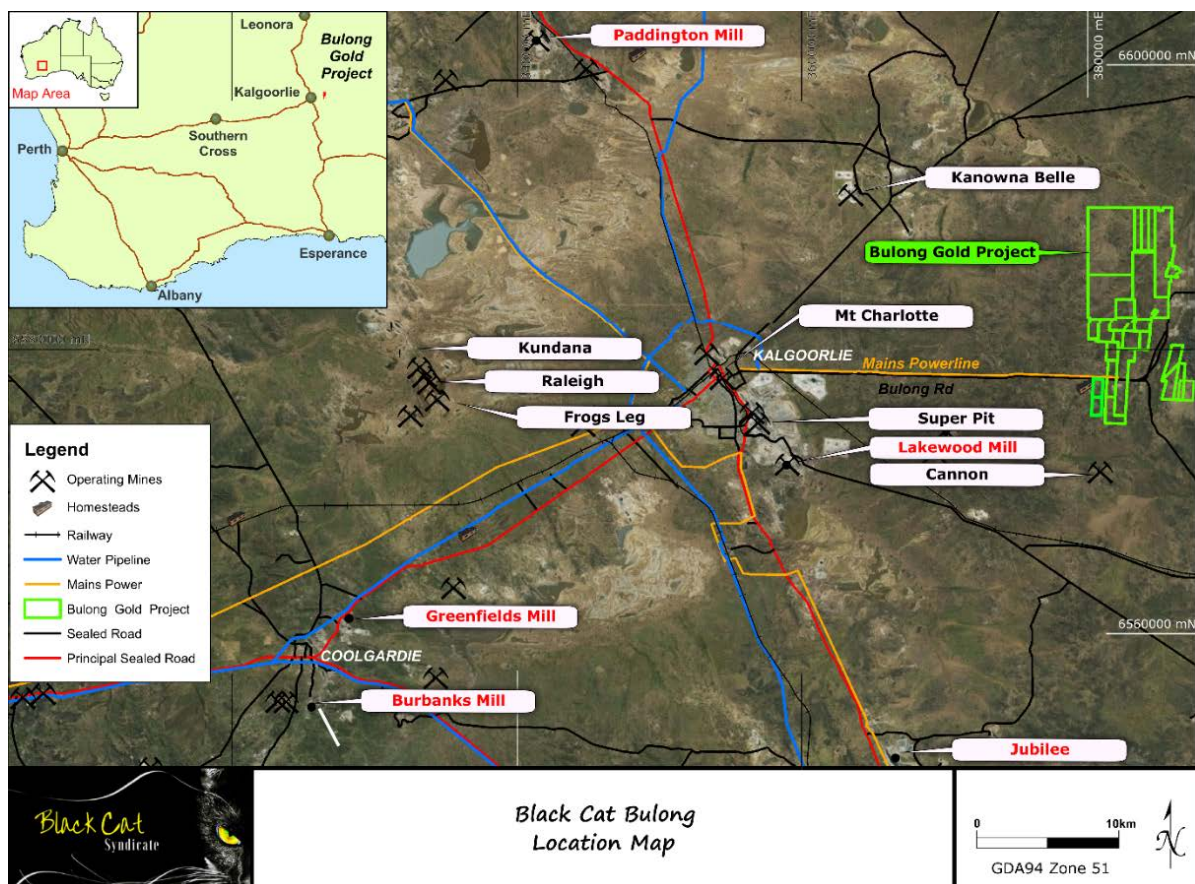 Leonora
Bulong
Gold
Project
Kalgoorlie
Map Area
Southern
Cross
Perth
Esperance
Albany
Paddington Mill
380000 mE
6600000 mN
Kanowna Belle
Bulong Gold Project
Mt Charlotte
Kundana
KALGOORLIE
Mains Powerline
Raleigh
Bulong Rd
Frogs Leg
Super Pit
Lakewood Mill
Cannon
Legend
Operating Mines
Homesteads
Railway
Water Pipeline
Mains Power
Bulong Gold Project
Sealed Road
Principal Sealed Road
Greenfields Mill
6560000 mN
COOLGARDIE
Burbanks Mill
Jubilee
Black Cat
Syndicate
Black Cat Bulong
Location Map
0 10km
GDA94 Zone 51
N